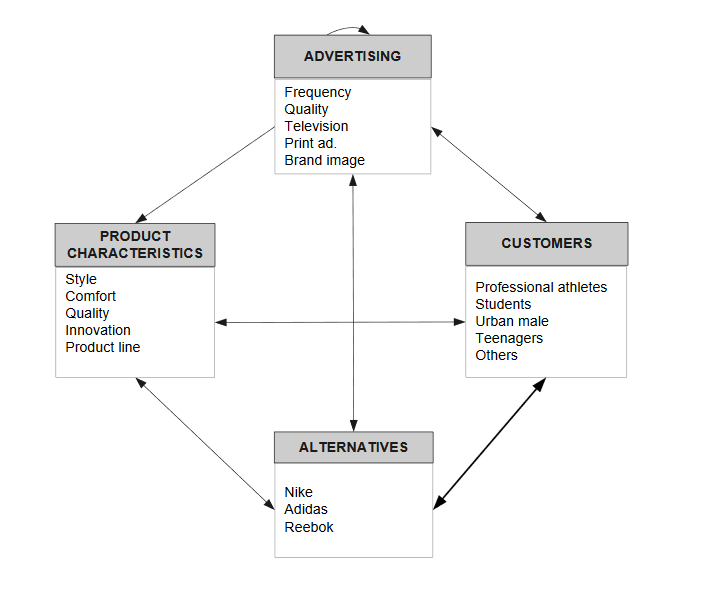 ADVERTISING
Frequency
Quality
Television
Print ad.
Brand image
PRODUCT
CHARACTERISTICS
Style
Comfort
Quality
Innovation
Product line
CUSTOMERS
Professional athletes
Students
Urban male
Teenagers
Others
ALTERNATIVES
Nike
Adidas
Reebok